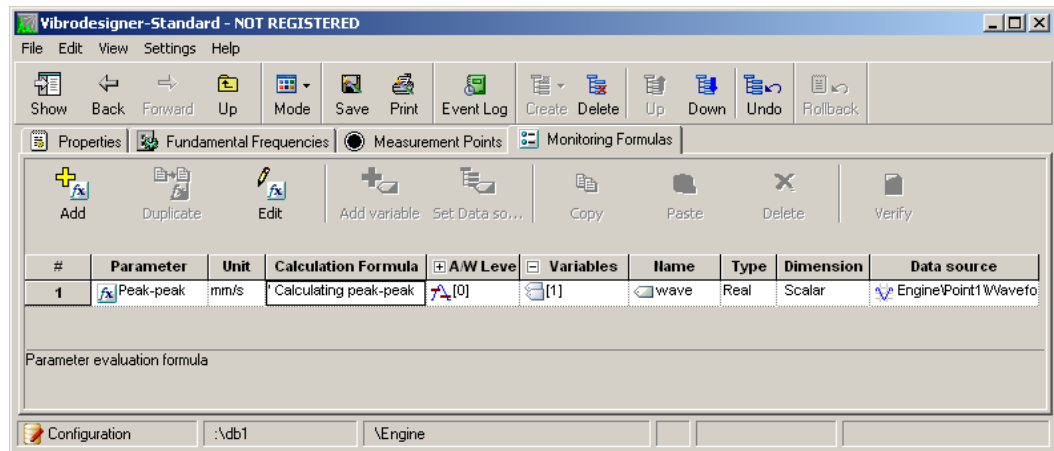 Vibrodesigner-Standard - NOT REGISTERED
File Edit View Settings Help
Show Back Forward Up Mode Save Print Event Log Create Delete Up Down Undo Rollback
Properties Fundamental Frequencies Measurement Points Monitoring Formulas
Add Duplicate Edit Add variable Set Data so... Copy Paste Delete Verify
# Parameter Unit Calculation Formula A/W Leve Variables Name Type Dimension Data source
1 Peak-peak mm/s ' Calculating peak-peak [0] [1] wave Real Scalar Engine\Point1\Wavefo
Parameter evaluation formula
Configuration :\db1 \Engine